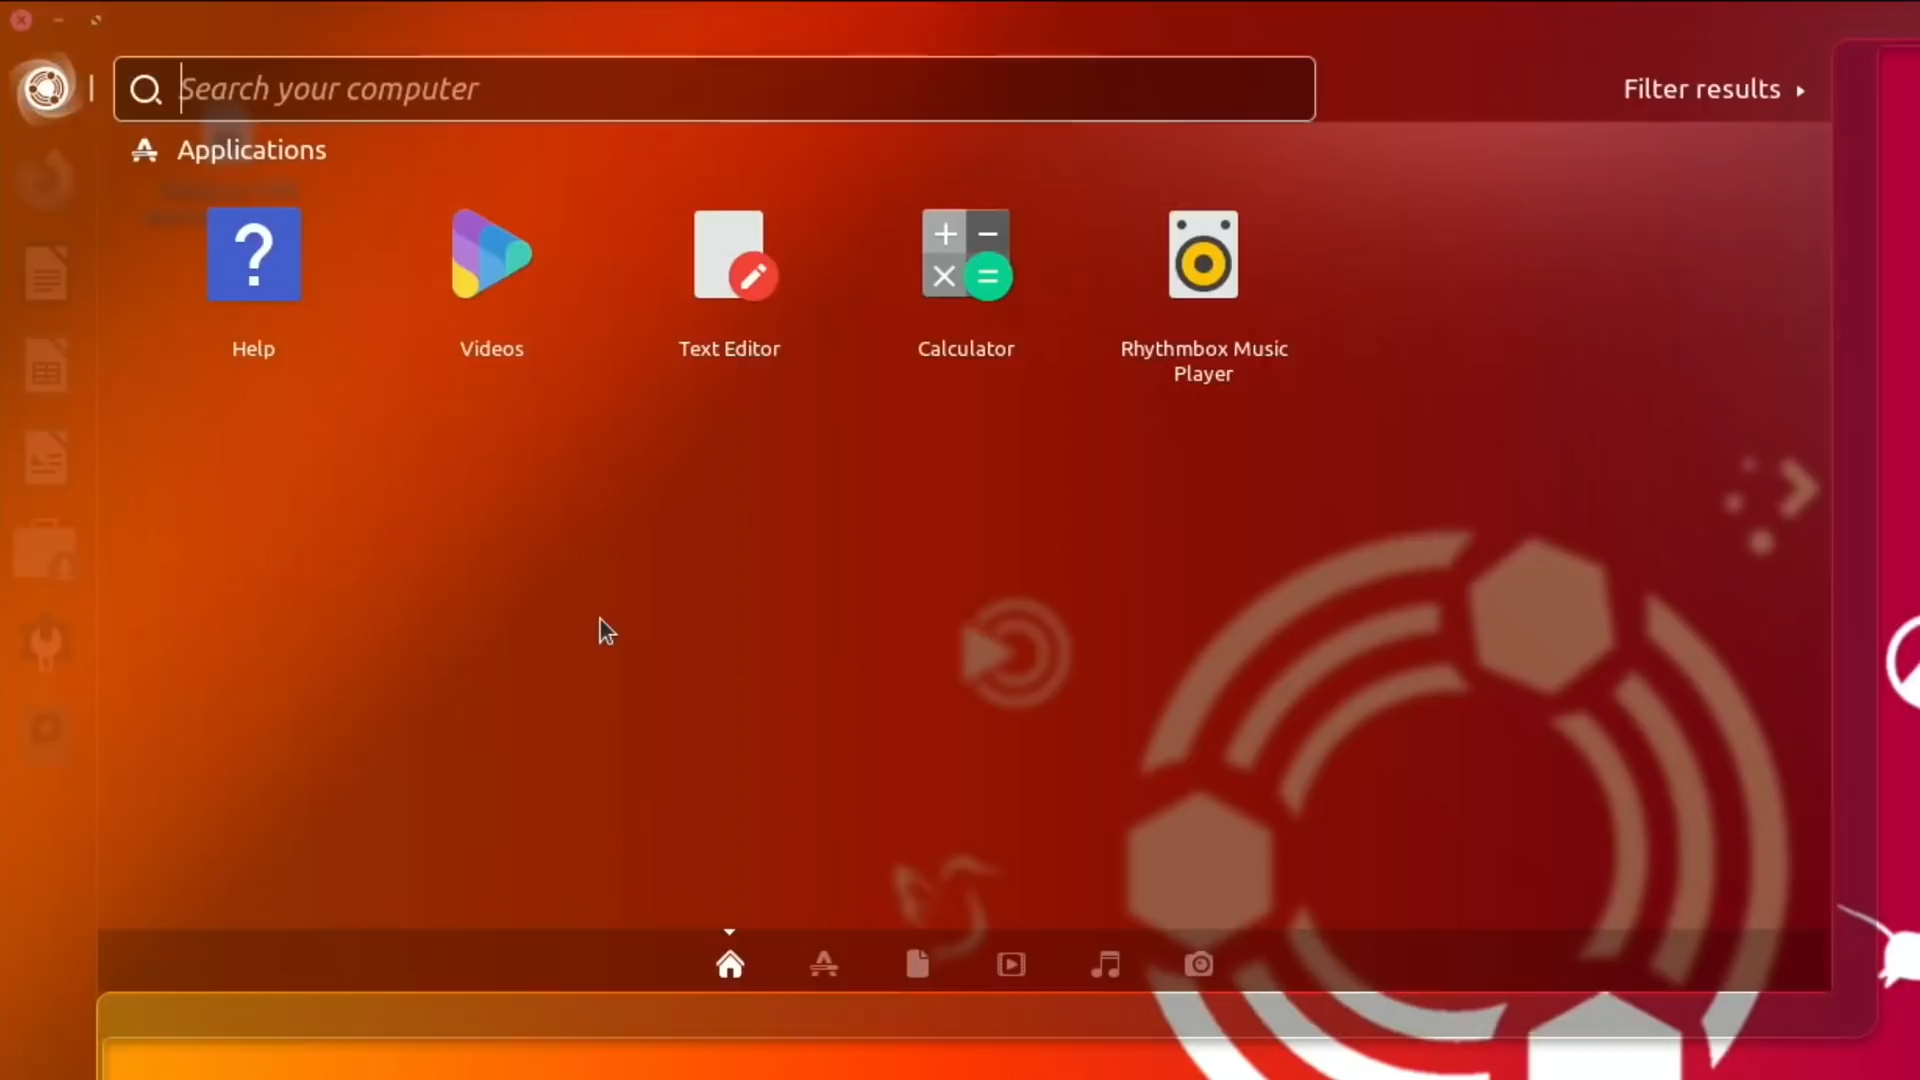 Search your computer
Filter results
Applications
Help
Videos
Text Editor
Calculator
Rhythmbox Music
Player